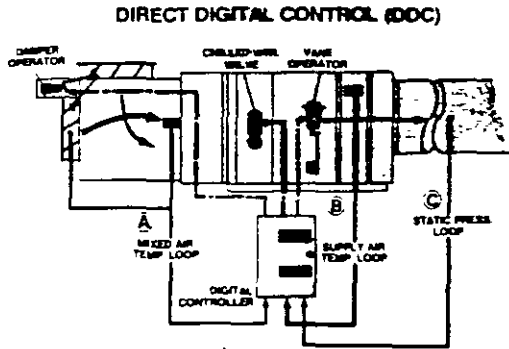 DIRECT DIGITAL CONTROL (DDC)
DAMPER
OPERATOR
CHILLED-WTR.
VALVE
VANE
OPERATOR
A
MIXED AIR
TEMP LOOP
DIGITAL
CONTROLLER
B
SUPPLY AIR
TEMP LOOP
C
STATIC PRESS
LOOP